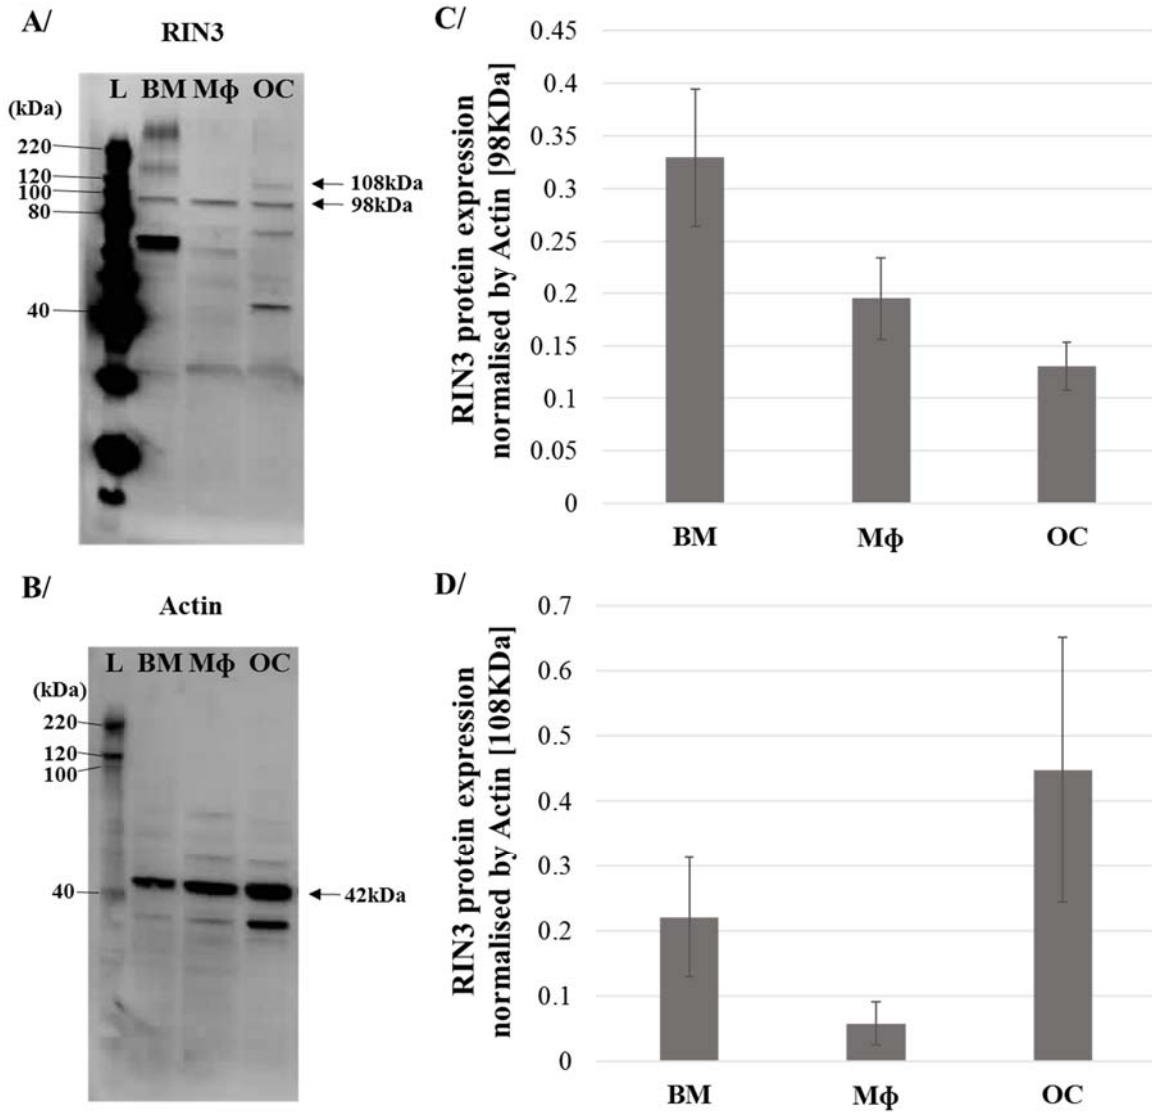 A/
RIN3
L BM Mϕ OC
(kDa)
220
120
100
80
40
108kDa
98kDa
B/
Actin
L BM Mϕ OC
(kDa)
220
120
100
40
42kDa
C/
RIN3 protein expression
normalised by Actin [98KDa]
0.45
0.4
0.35
0.3
0.25
0.2
0.15
0.1
0.05
0
BM Mϕ OC
D/
RIN3 protein expression
normalised by Actin [108KDa]
0.7
0.6
0.5
0.4
0.3
0.2
0.1
0
BM Mϕ OC